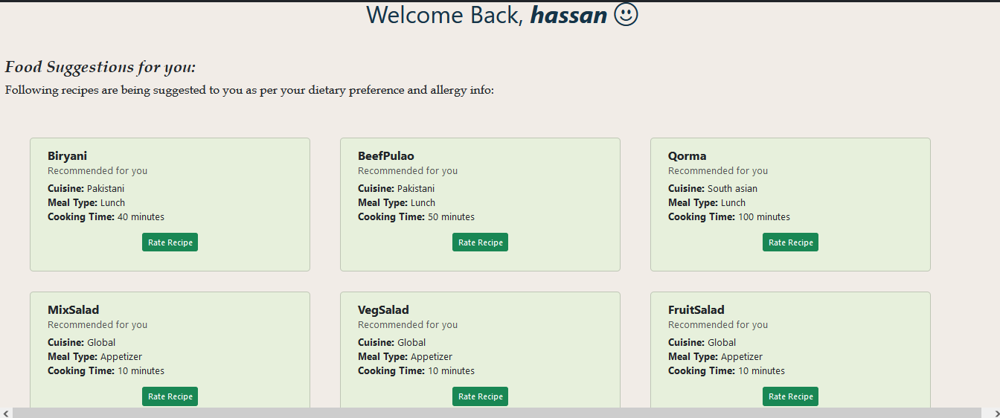 Welcome Back, hassan
Food Suggestions for you:
Following recipes are being suggested to you as per your dietary preference and allergy info:
Biryani
Recommended for you
Cuisine: Pakistani
Meal Type: Lunch
Cooking Time: 40 minutes
Rate Recipe
BeefPulao
Recommended for you
Cuisine: Pakistani
Meal Type: Lunch
Cooking Time: 50 minutes
Rate Recipe
Qorma
Recommended for you
Cuisine: South asian
Meal Type: Lunch
Cooking Time: 100 minutes
Rate Recipe
MixSalad
Recommended for you
Cuisine: Global
Meal Type: Appetizer
Cooking Time: 10 minutes
Rate Recipe
VegSalad
Recommended for you
Cuisine: Global
Meal Type: Appetizer
Cooking Time: 10 minutes
Rate Recipe
FruitSalad
Recommended for you
Cuisine: Global
Meal Type: Appetizer
Cooking Time: 10 minutes
Rate Recipe